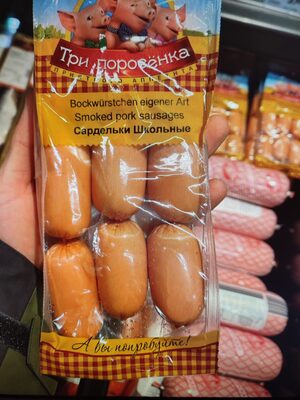 Три поросёнка
Bockwürstchen eigener Art
Smoked pork sausages
Сардельки Школьные
А вы попробуйте!